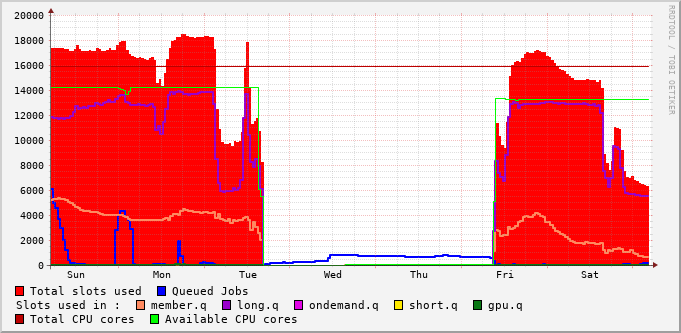 20000
18000
16000
14000
12000
10000
8000
6000
4000
2000
0
Sun Mon Tue Wed Thu Fri Sat
RRDTOOL / TOBI OETIKER
Total slots used Queued Jobs
Slots used in : member.q long.q ondemand.q short.q gpu.q
Total CPU cores Available CPU cores